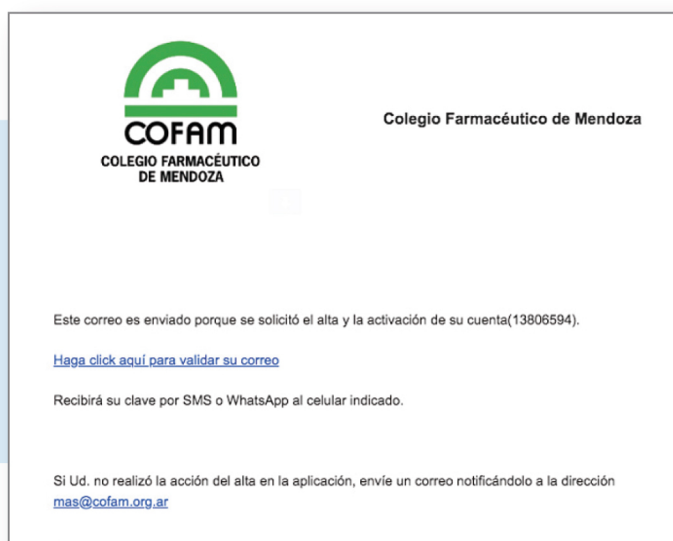 COFAM
COLEGIO FARMACÉUTICO
DE MENDOZA
Colegio Farmacéutico de Mendoza
Este correo es enviado porque se solicitó el alta y la activación de su cuenta(13806594).
Haga click aquí para validar su correo
Recibirá su clave por SMS o WhatsApp al celular indicado.
Si Ud. no realizó la acción del alta en la aplicación, envíe un correo notificándolo a la dirección
mas@cofam.org.ar